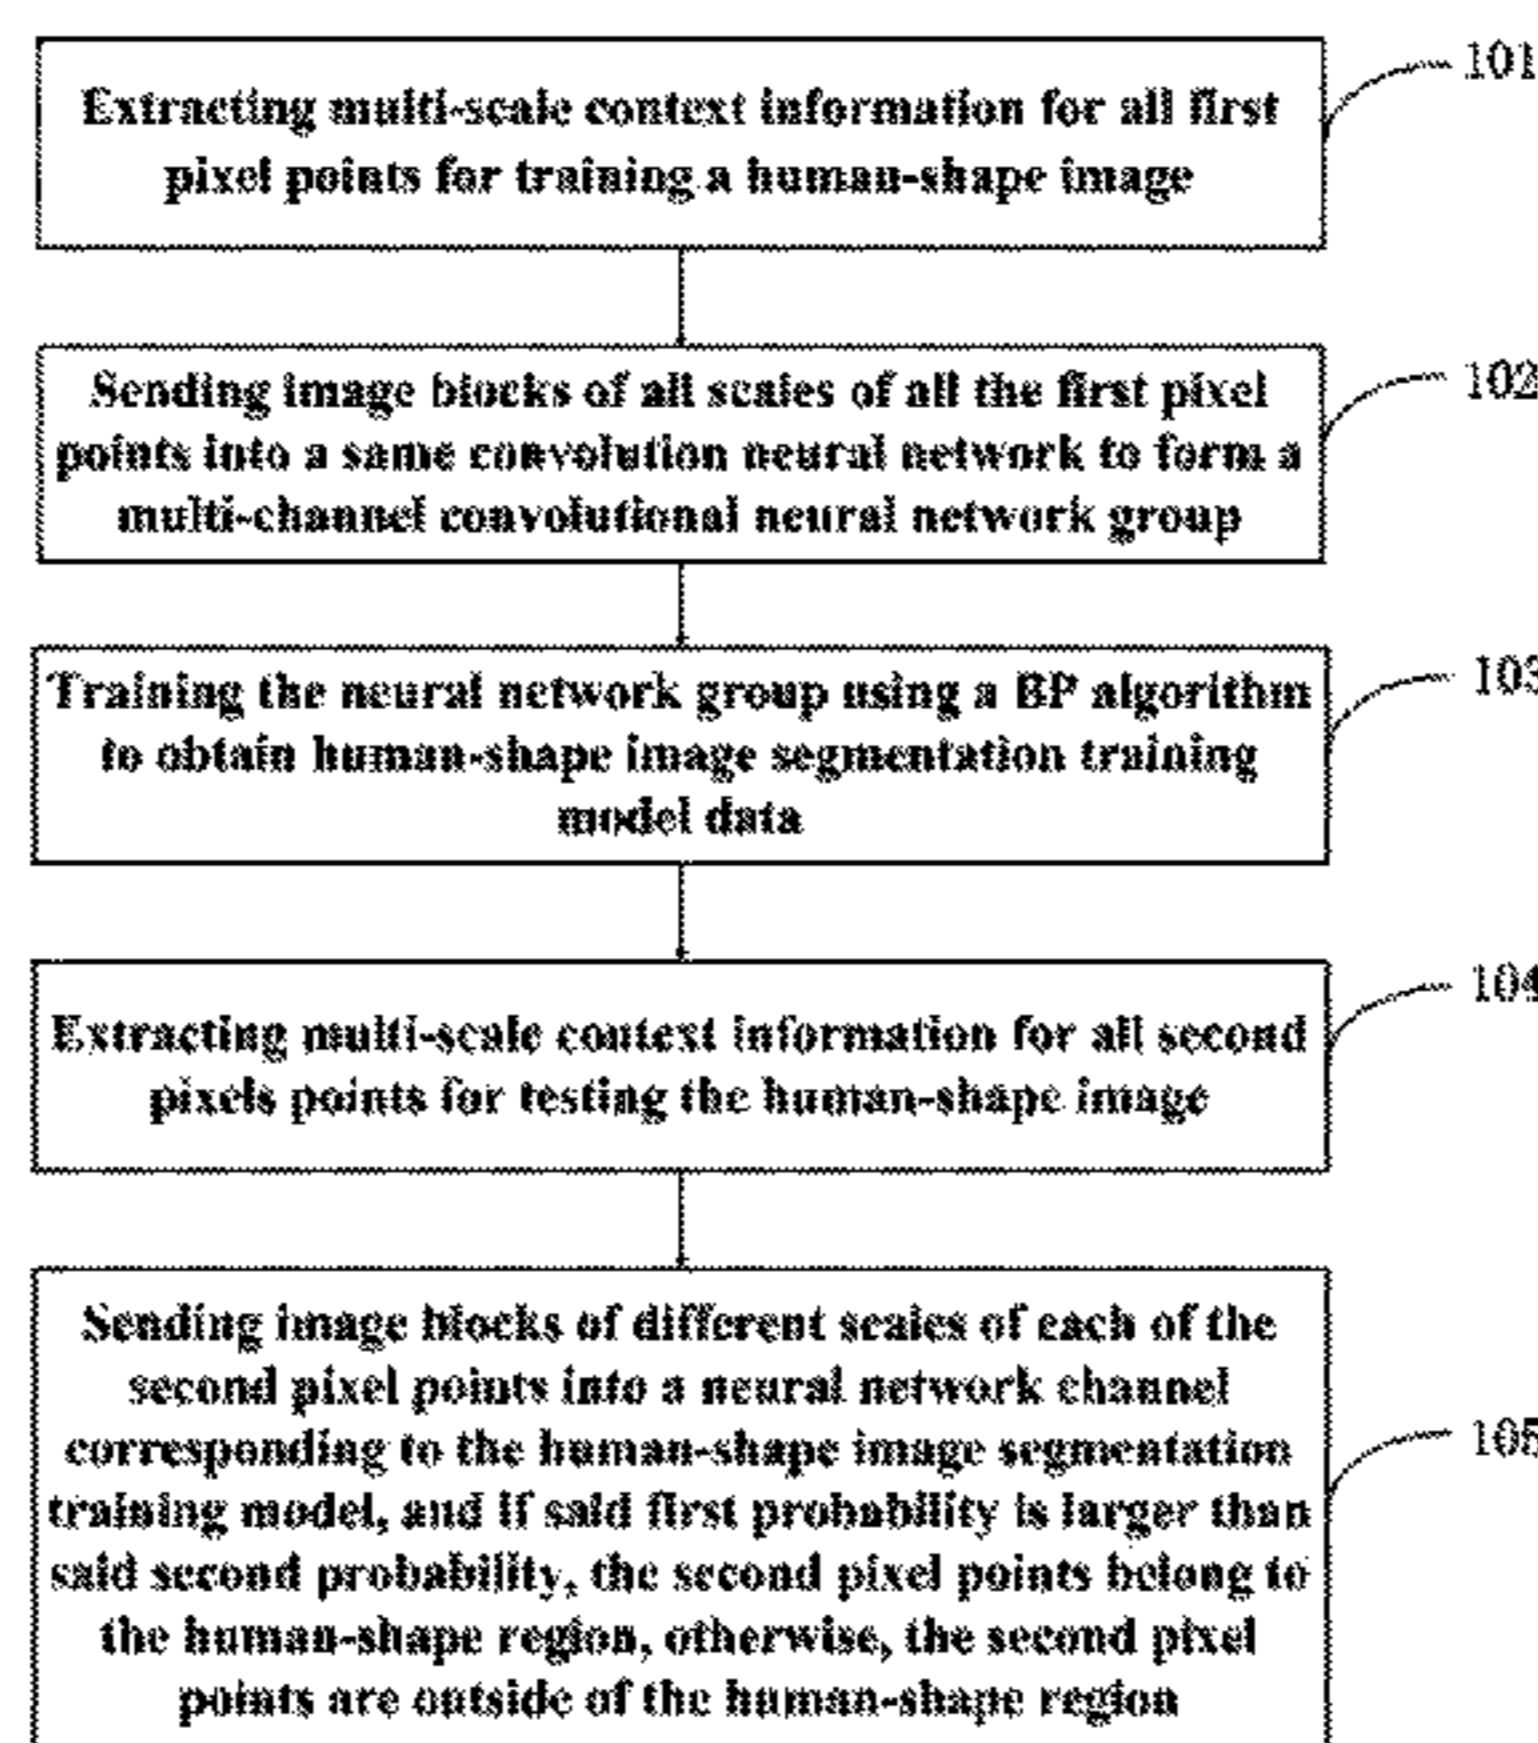 101
Extracting multi-scale context information for all first
pixel points for training a human-shape image
102
Sending image blocks of all scales of all the first pixel
points into a same convolution neural network to form a
multi-channel convolutional neural network group
103
Training the neural network group using a BP algorithm
to obtain human-shape image segmentation training
model data
104
Extracting multi-scale context information for all second
pixels points for testing the human-shape image
Sending image blocks of different scales of each of the
second pixel points into a neural network channel
corresponding to the human-shape image segmentation
105
training model, and if said first probability is larger than
said second probability, the second pixel points belong to
the human-shape region, otherwise, the second pixel
points are outside of the human-shape region